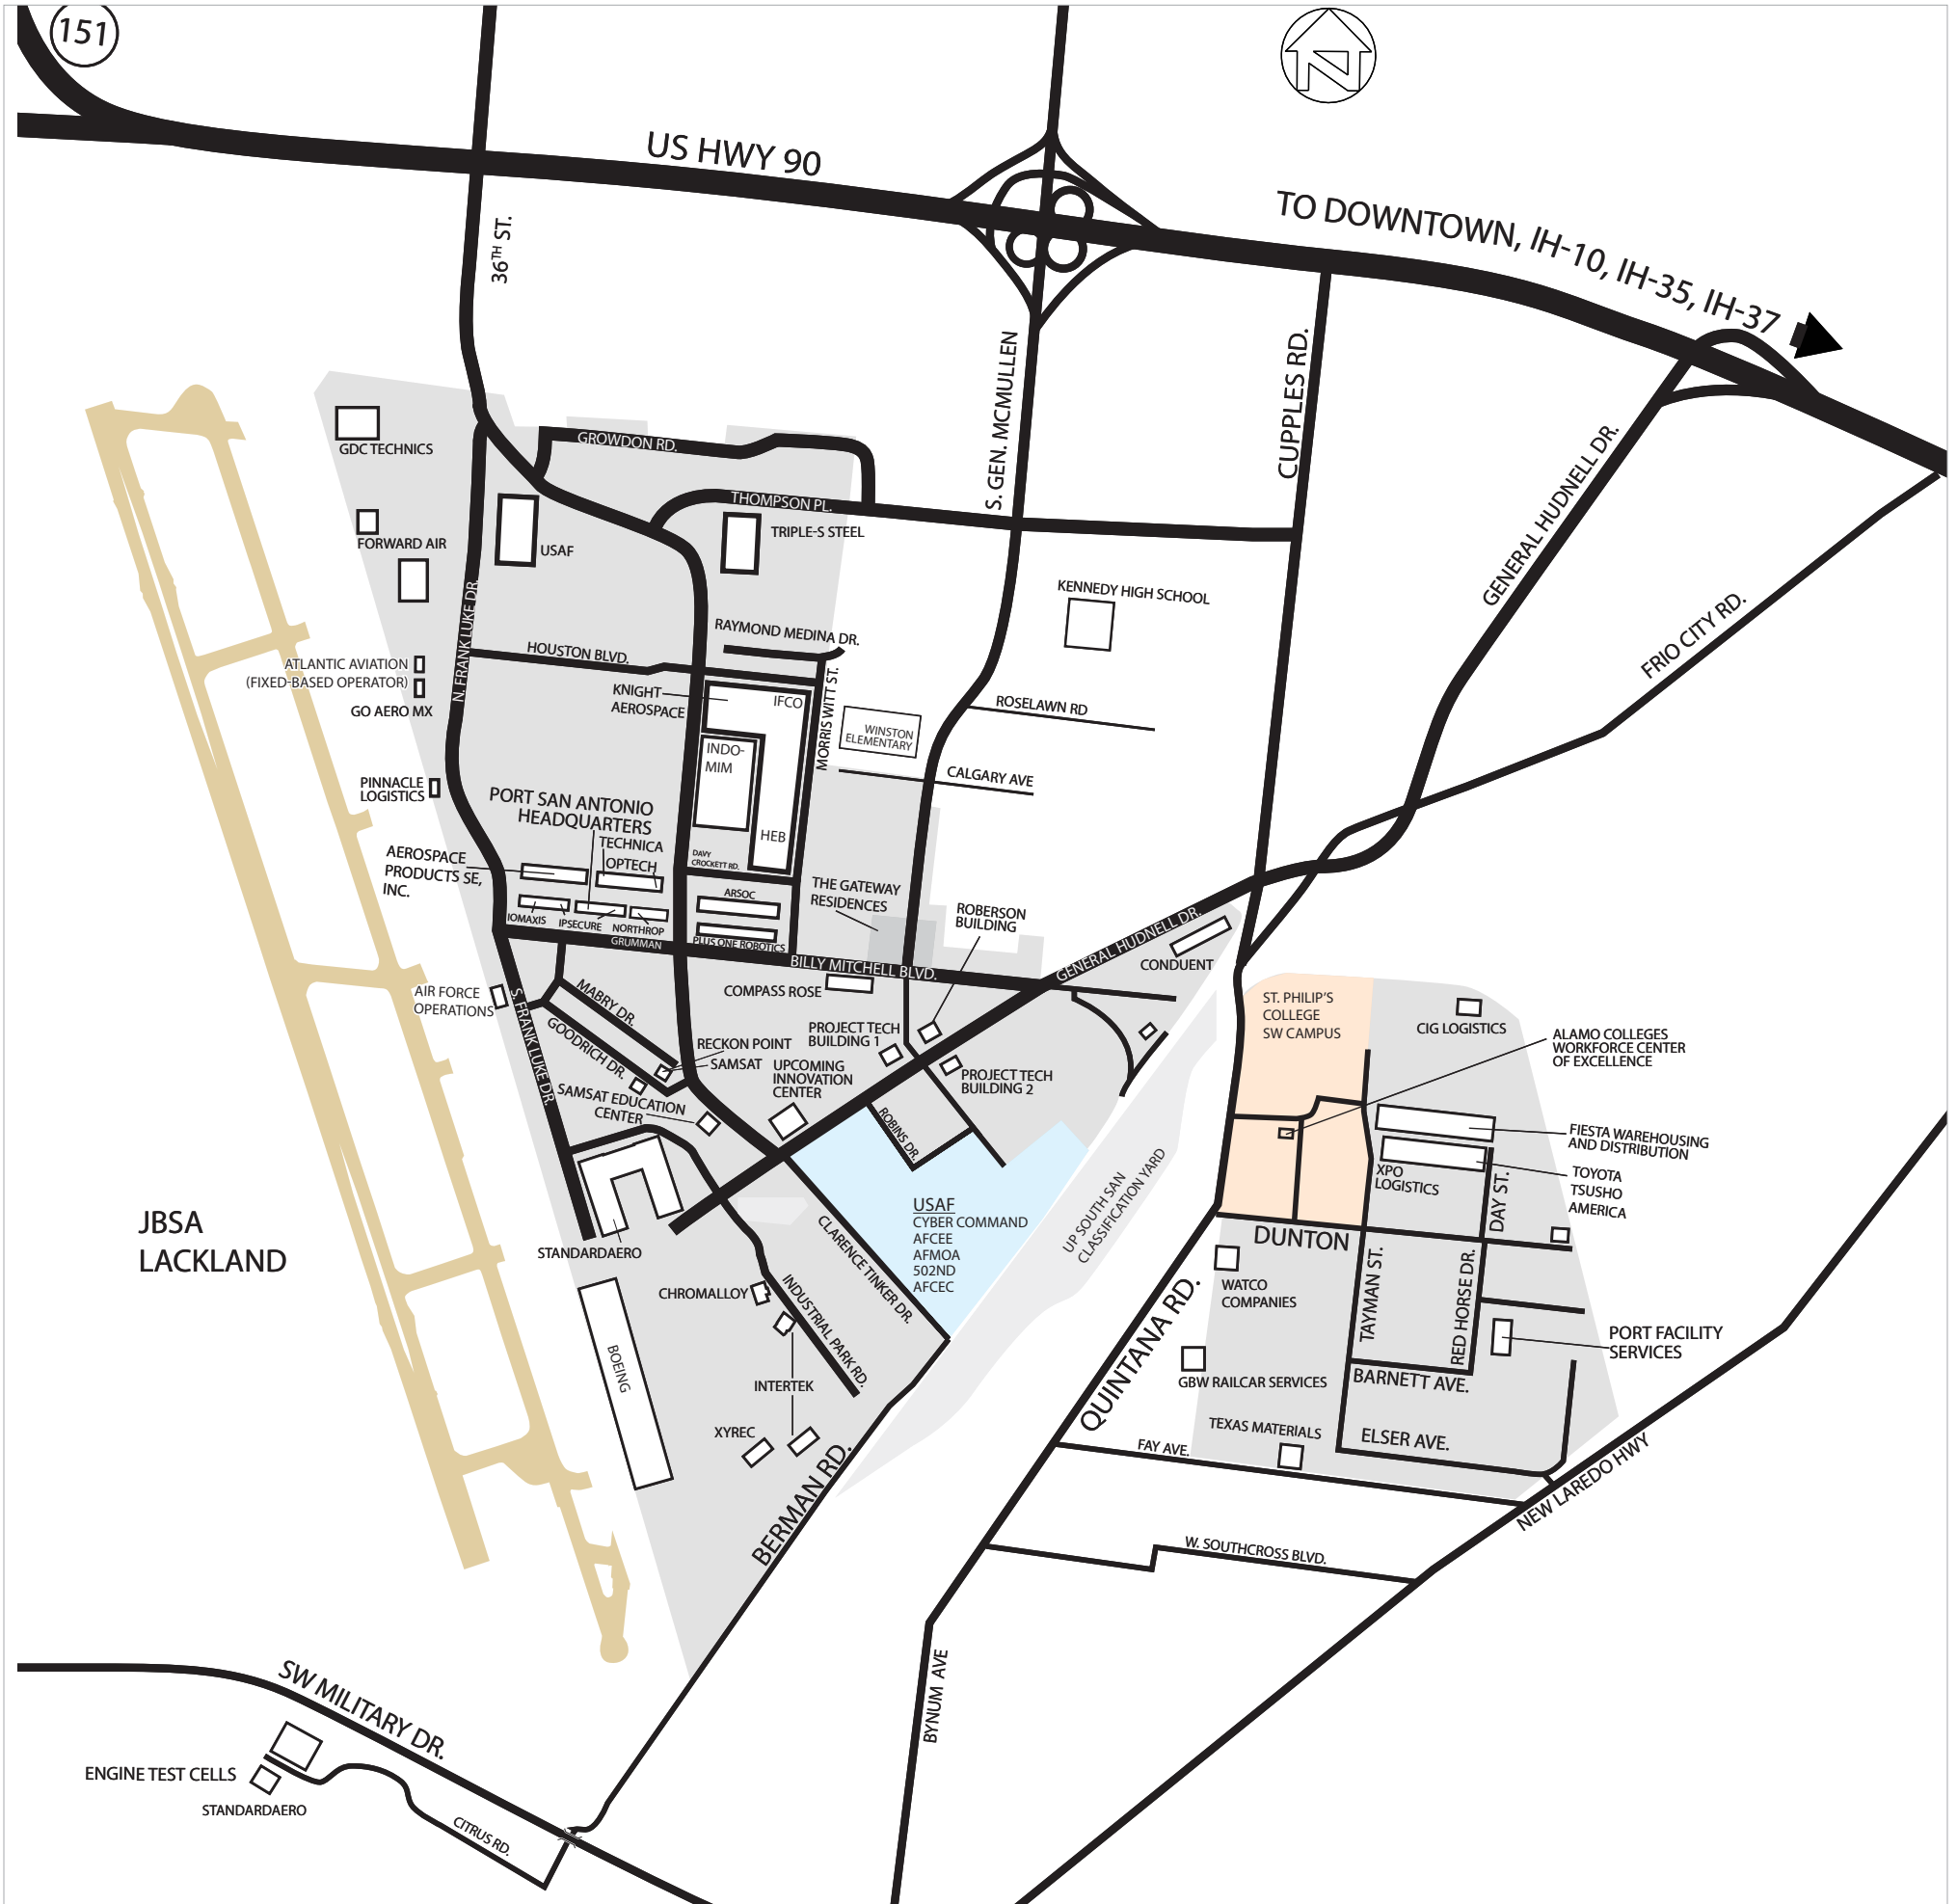 151
US HWY 90
TO DOWNTOWN, IH-10, IH-35, IH-37
N
36TH ST.
S. GEN. MCMULLEN
CUPPLES RD.
GENERAL HUDNELL DR.
FRIO CITY RD.
GDC TECHNICS
GROWDON RD.
THOMPSON PL.
TRIPLE-S STEEL
USAF
FORWARD AIR
N. FRANK LUKE DR.
KENNEDY HIGH SCHOOL
RAYMOND MEDINA DR.
HOUSTON BLVD.
ATLANTIC AVIATION
(FIXED-BASED OPERATOR)
GO AERO MX
KNIGHT
AEROSPACE
IFCO
MORRIS WITT ST.
WINSTON
ELEMENTARY
ROSELAWN RD
INDO-
MIM
CALGARY AVE
PINNACLE
LOGISTICS
PORT SAN ANTONIO
HEADQUARTERS
TECHNICA
OPTECH
HEB
DAVY
CROCKETT RD.
AEROSPACE
PRODUCTS SE,
INC.
IOMAXIS
IPSECURE
NORTHROP
GRUMMAN
ARSOC
PLUS ONE ROBOTICS
THE GATEWAY
RESIDENCES
ROBERSON
BUILDING
BILLY MITCHELL BLVD.
GENERAL HUDNELL DR.
CONDUENT
COMPASS ROSE
AIR FORCE
OPERATIONS
S. FRANK LUKE DR.
MABRY DR.
GOODRICH DR.
RECKON POINT
SAMSAT
SAMSAT EDUCATION
CENTER
UPCOMING
INNOVATION
CENTER
PROJECT TECH
BUILDING 1
PROJECT TECH
BUILDING 2
ROBINS DR.
ST. PHILIP'S
COLLEGE
SW CAMPUS
CIG LOGISTICS
ALAMO COLLEGES
WORKFORCE CENTER
OF EXCELLENCE
FIESTA WAREHOUSING
AND DISTRIBUTION
XPO
LOGISTICS
TOYOTA
TSUSHO
AMERICA
DAY ST.
DUNTON
JBSA
LACKLAND
STANDARDAERO
CLARENCE TINKER DR.
USAF
CYBER COMMAND
AFCEE
AFMOA
502ND
AFCEC
UP SOUTH SAN
CLASSIFICATION YARD
QUINTANA RD.
WATCO
COMPANIES
TAYMAN ST.
RED HORSE DR.
PORT FACILITY
SERVICES
CHROMALLOY
INDUSTRIAL PARK RD.
BOEING
INTERTEK
XYREC
BERMAN RD.
GBW RAILCAR SERVICES
BARNETT AVE.
TEXAS MATERIALS
ELSER AVE.
FAY AVE.
NEW LAREDO HWY
W. SOUTHCROSS BLVD.
BYNUM AVE
SW MILITARY DR.
ENGINE TEST CELLS
STANDARDAERO
CITRUS RD.